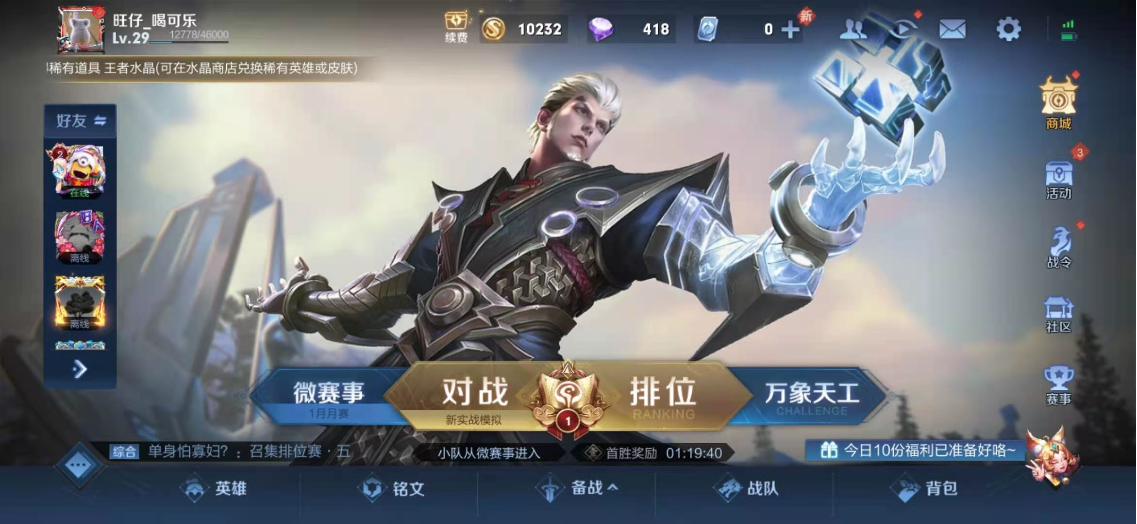 旺仔_喝可乐
Lv.29
12778/46000
续费
10232
418
0
新
稀有道具 王者水晶(可在水晶商店兑换稀有英雄或皮肤)
好友
2
在线
离线
离线
商城
3
活动
战令
社区
赛事
微赛事
1月月赛
对战
新实战模拟
1
排位
RANKING
万象天工
CHALLENGE
综合
单身怕寡妇?:召集排位赛·五
小队从微赛事进入
首胜奖励 01:19:40
今日10份福利已准备好咯~
英雄
铭文
备战
战队
背包